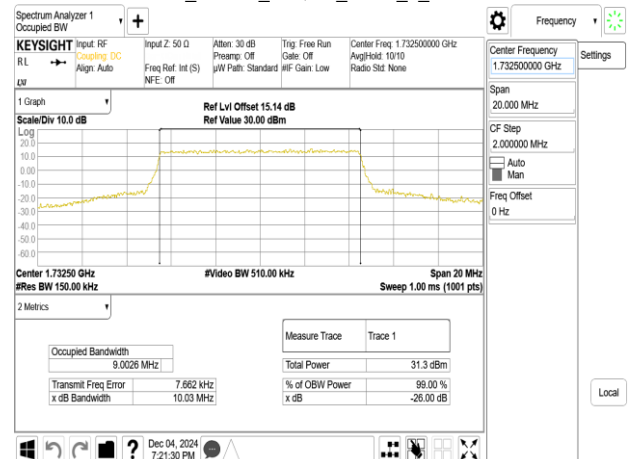 Spectrum Analyzer 1
Occupied BW
Frequency
KEYSIGHT
RL
Input: RF
Coupling: DC
Align: Auto
Input Z: 50 Ω
Freq Ref: Int (S)
NFE: Off
Atten: 30 dB
Preamp: Off
µW Path: Standard
Trig: Free Run
Gate: Off
#IF Gain: Low
Center Freq: 1.732500000 GHz
Avg|Hold: 10/10
Radio Std: None
Center Frequency
1.732500000 GHz
Settings
Span
20.000 MHz
CF Step
2.000000 MHz
Auto
Man
Freq Offset
0 Hz
1 Graph
Scale/Div 10.0 dB
Ref Lvl Offset 15.14 dB
Ref Value 30.00 dBm
Log
20.0
10.0
0.00
-10.0
-20.0
-30.0
-40.0
-50.0
-60.0
Center 1.73250 GHz
#Video BW 510.00 kHz
Span 20 MHz
#Res BW 150.00 kHz
Sweep 1.00 ms (1001 pts)
2 Metrics
Measure Trace Trace 1
Occupied Bandwidth
9.0026 MHz
Total Power 31.3 dBm
Transmit Freq Error 7.662 kHz
% of OBW Power 99.00 %
x dB Bandwidth 10.03 MHz
x dB -26.00 dB
Local
?
Dec 04, 2024
7:21:30 PM